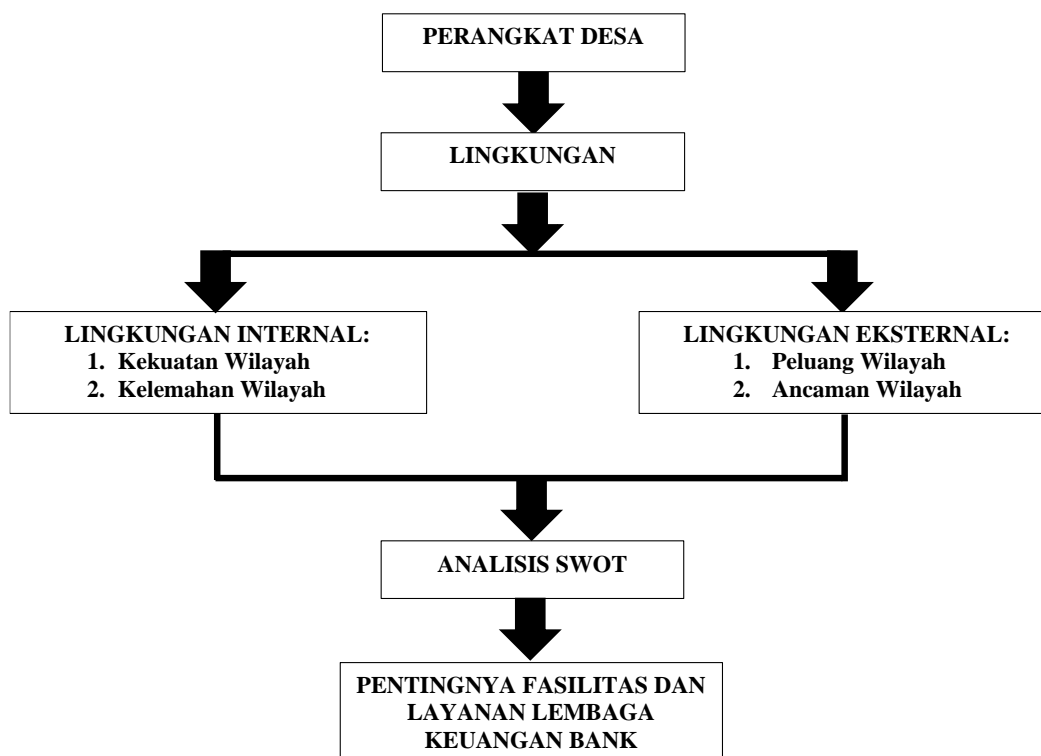 PERANGKAT DESA
LINGKUNGAN
LINGKUNGAN INTERNAL:
1. Kekuatan Wilayah
2. Kelemahan Wilayah
LINGKUNGAN EKSTERNAL:
1. Peluang Wilayah
2. Ancaman Wilayah
ANALISIS SWOT
PENTINGNYA FASILITAS DAN
LAYANAN LEMBAGA
KEUANGAN BANK